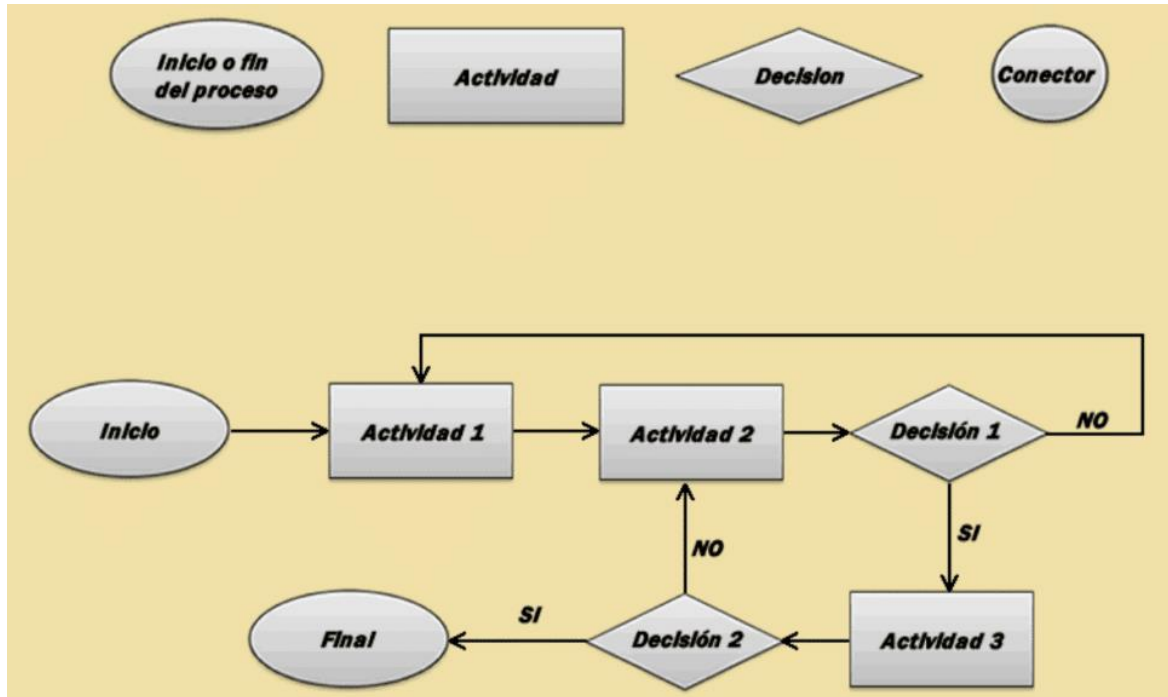 Inicio o fin
del proceso
Actividad
Decision
Conector
Inicio
Actividad 1
Actividad 2
Decisión 1
NO
SI
NO
SI
Final
Decisión 2
Actividad 3